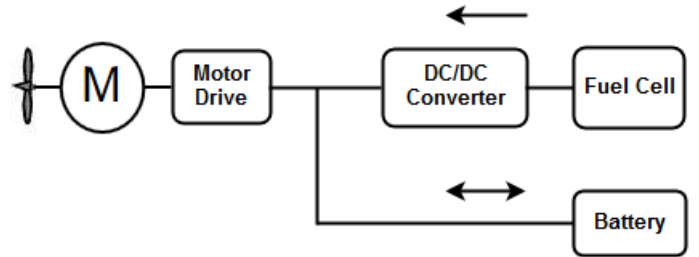 M
Motor
Drive
DC/DC
Converter
Fuel Cell
Battery